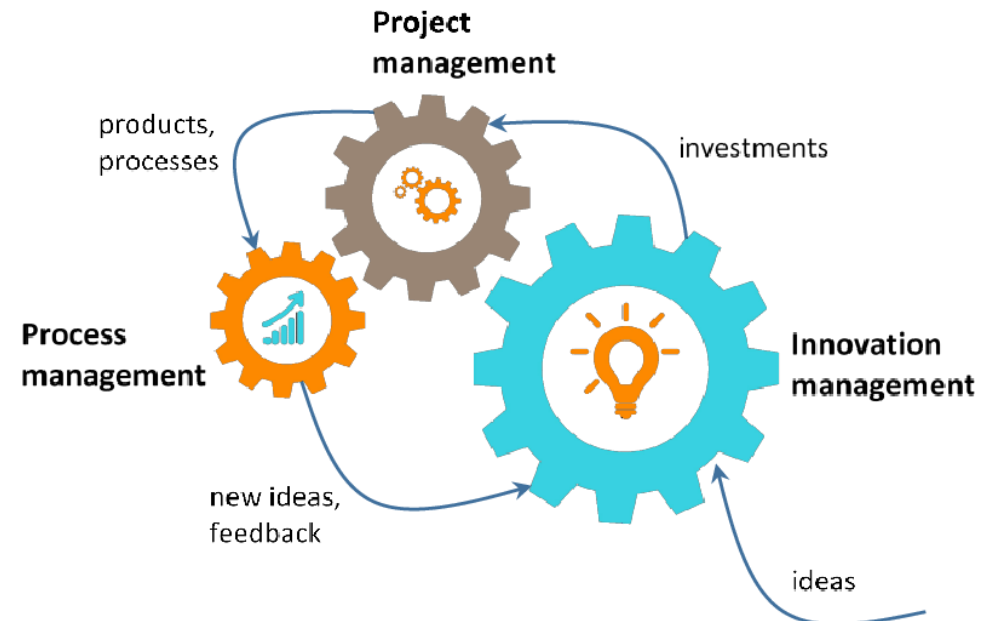 Project
management
products,
processes
investments
Process
management
Innovation
management
new ideas,
feedback
ideas